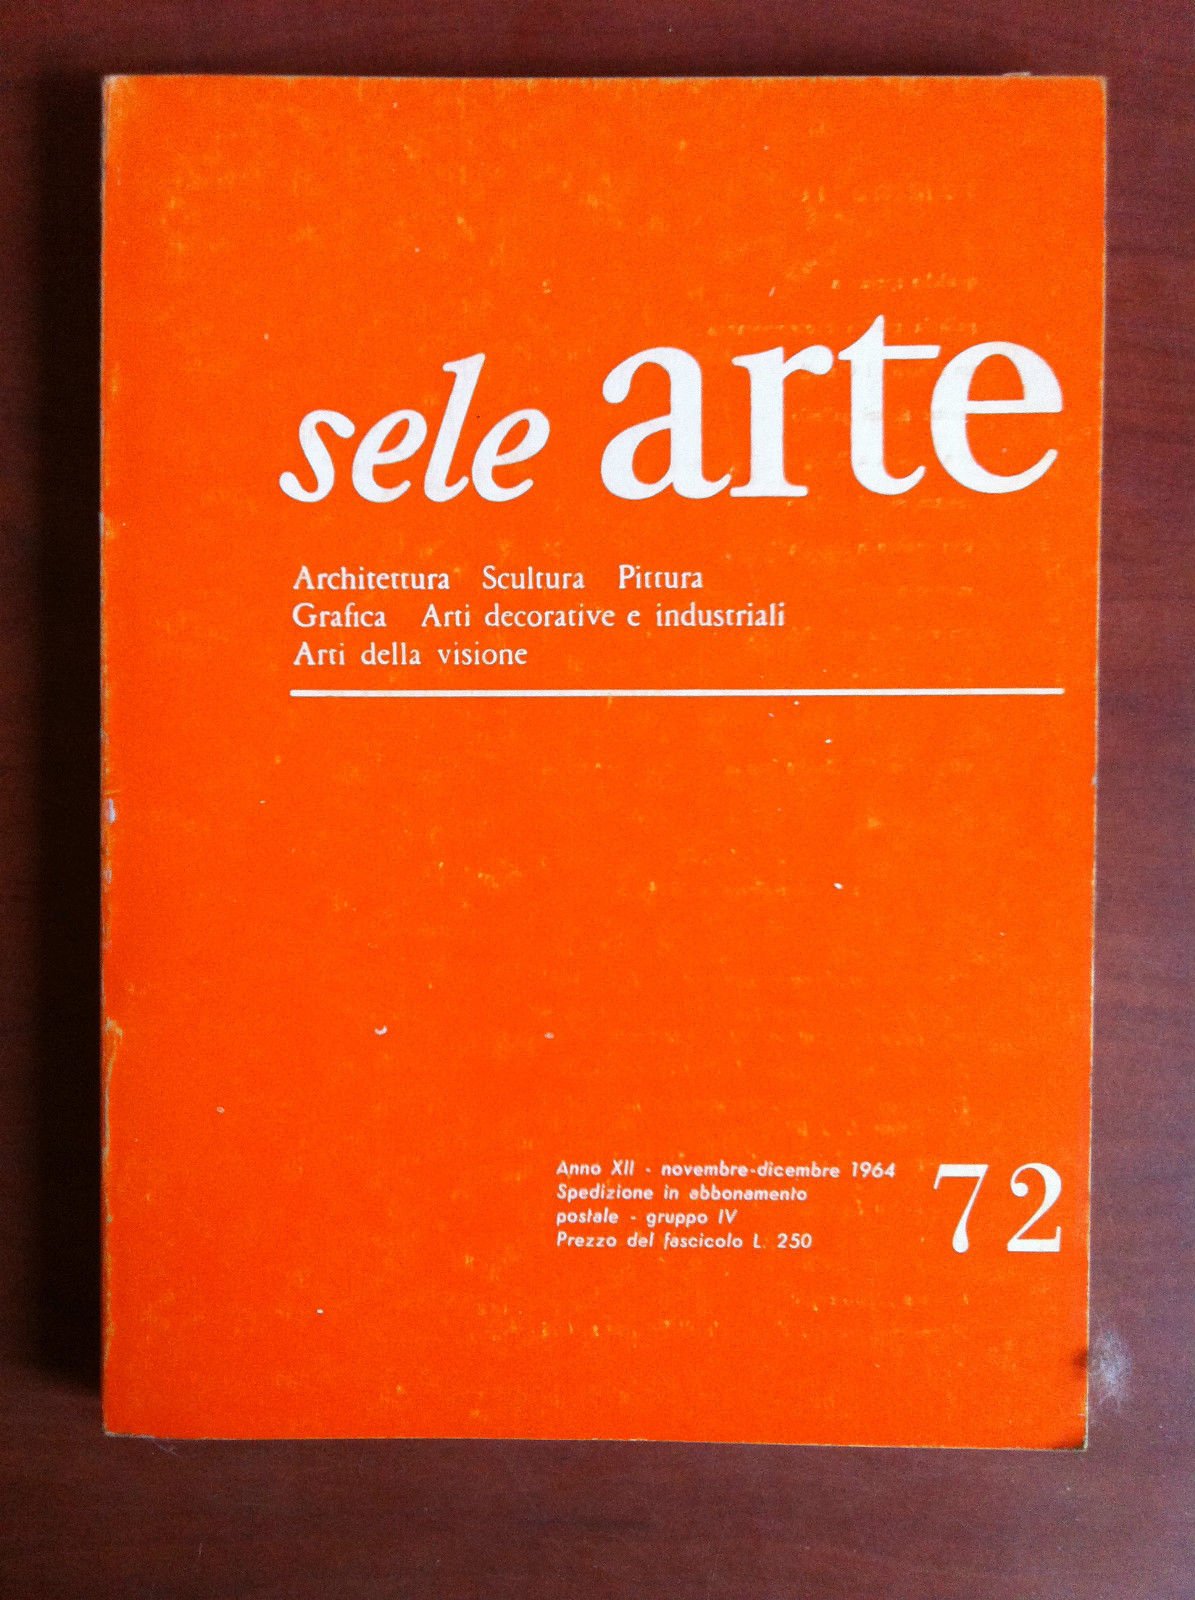 sele arte
Architettura Scultura Pittura
Grafica Arti decorative e industriali
Arti della visione
Anno XII - novembre-dicembre 1964
Spedizione in abbonamento
postale - gruppo IV
Prezzo del fascicolo L. 250
72